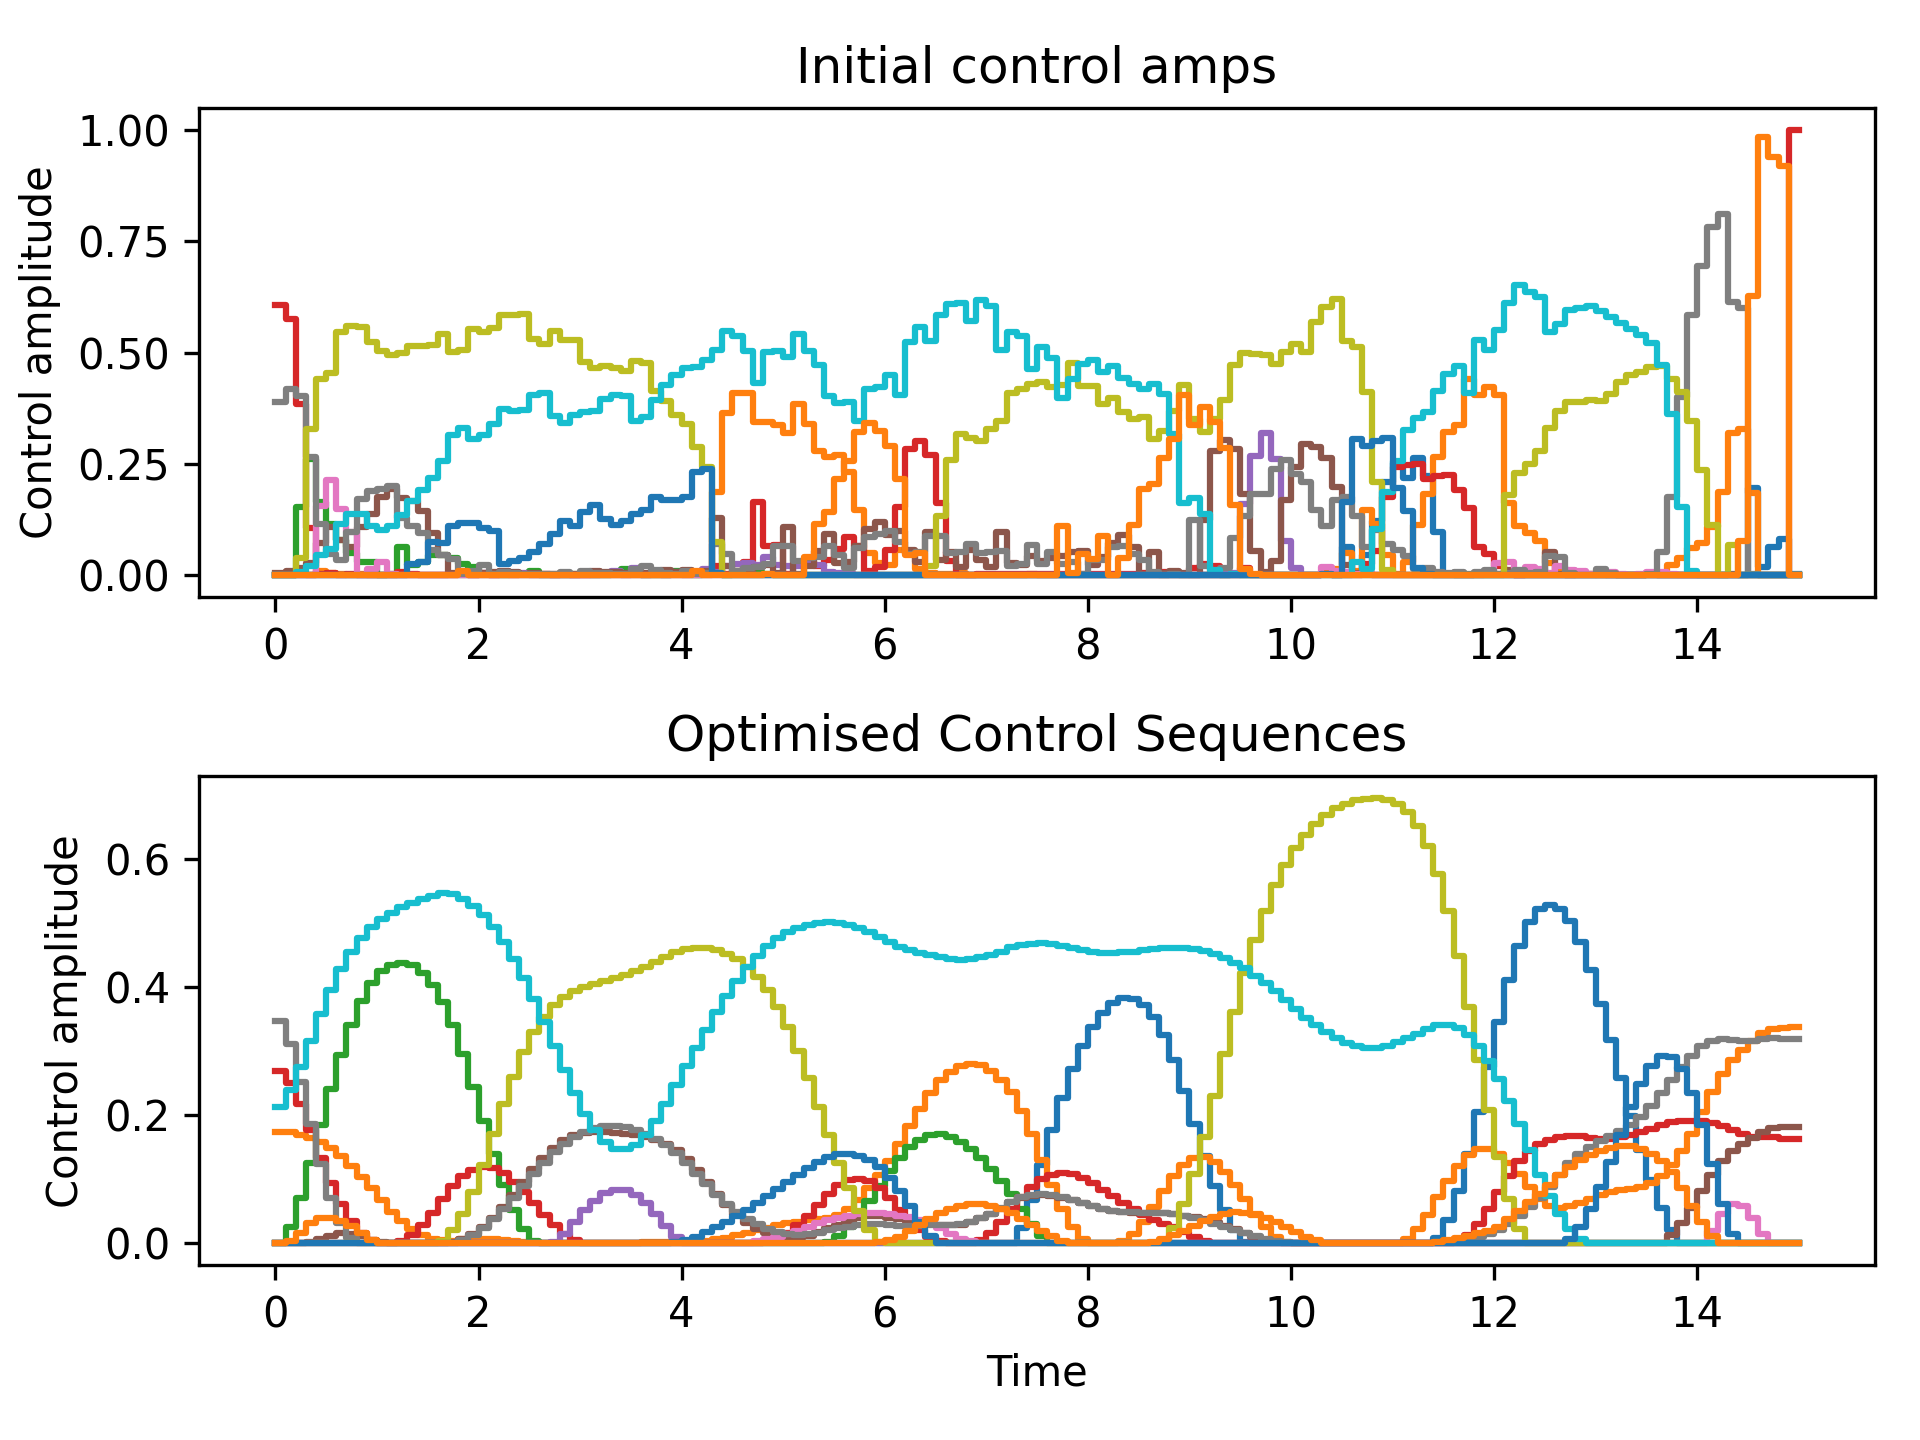 Initial control amps
Control amplitude
1.00
0.75
0.50
0.25
0.00
0 2 4 6 8 10 12 14
Optimised Control Sequences
Control amplitude
0.6
0.4
0.2
0.0
0 2 4 6 8 10 12 14
Time